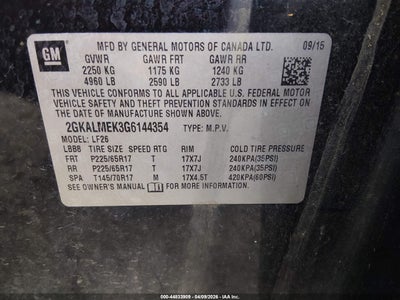 GM
MFD BY GENERAL MOTORS OF CANADA LTD. 09/15
GVWR GAWR FRT GAWR RR
2250 KG 1175 KG 1240 KG
4960 LB 2590 LB 2733 LB
THIS VEHICLE CONFORMS TO ALL APPLICABLE U.S. FEDERAL MOTOR
VEHICLE SAFETY AND THEFT PREVENTION STANDARDS IN EFFECT ON
THE DATE OF MANUFACTURE SHOWN ABOVE.
2GKALMEK3G6144354 TYPE: M.P.V.
MODEL: LF26
LBB8 TIRE SIZE SPEED RTG RIM COLD TIRE PRESSURE
FRT P225/65R17 T 17X7J 240KPA(35PSI)
RR P225/65R17 T 17X7J 240KPA(35PSI)
SPA T145/70R17 M 17X4.5T 420KPA(60PSI)
SEE OWNER'S MANUAL FOR ADDITIONAL INFORMATION
000-44833909 - 04/09/2026 - IAA Inc.